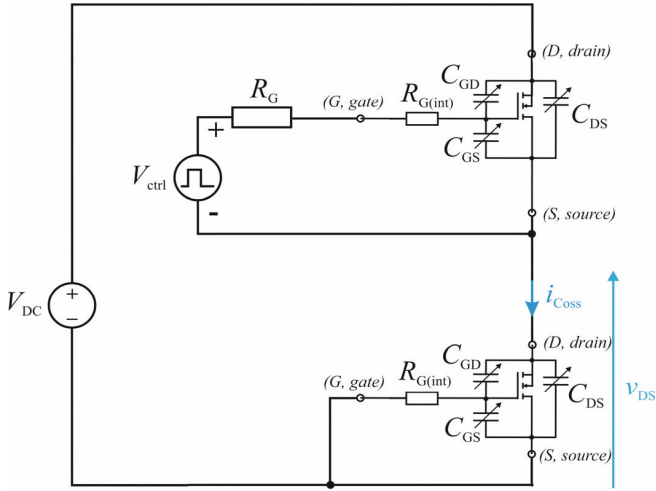 (D, drain)
C_GD
R_G
(G, gate)
R_G(int)
C_DS
+
C_GS
V_ctrl
-
(S, source)
+
V_DC
−
i_Coss
(D, drain)
C_GD
(G, gate)
R_G(int)
C_DS
v_DS
C_GS
(S, source)